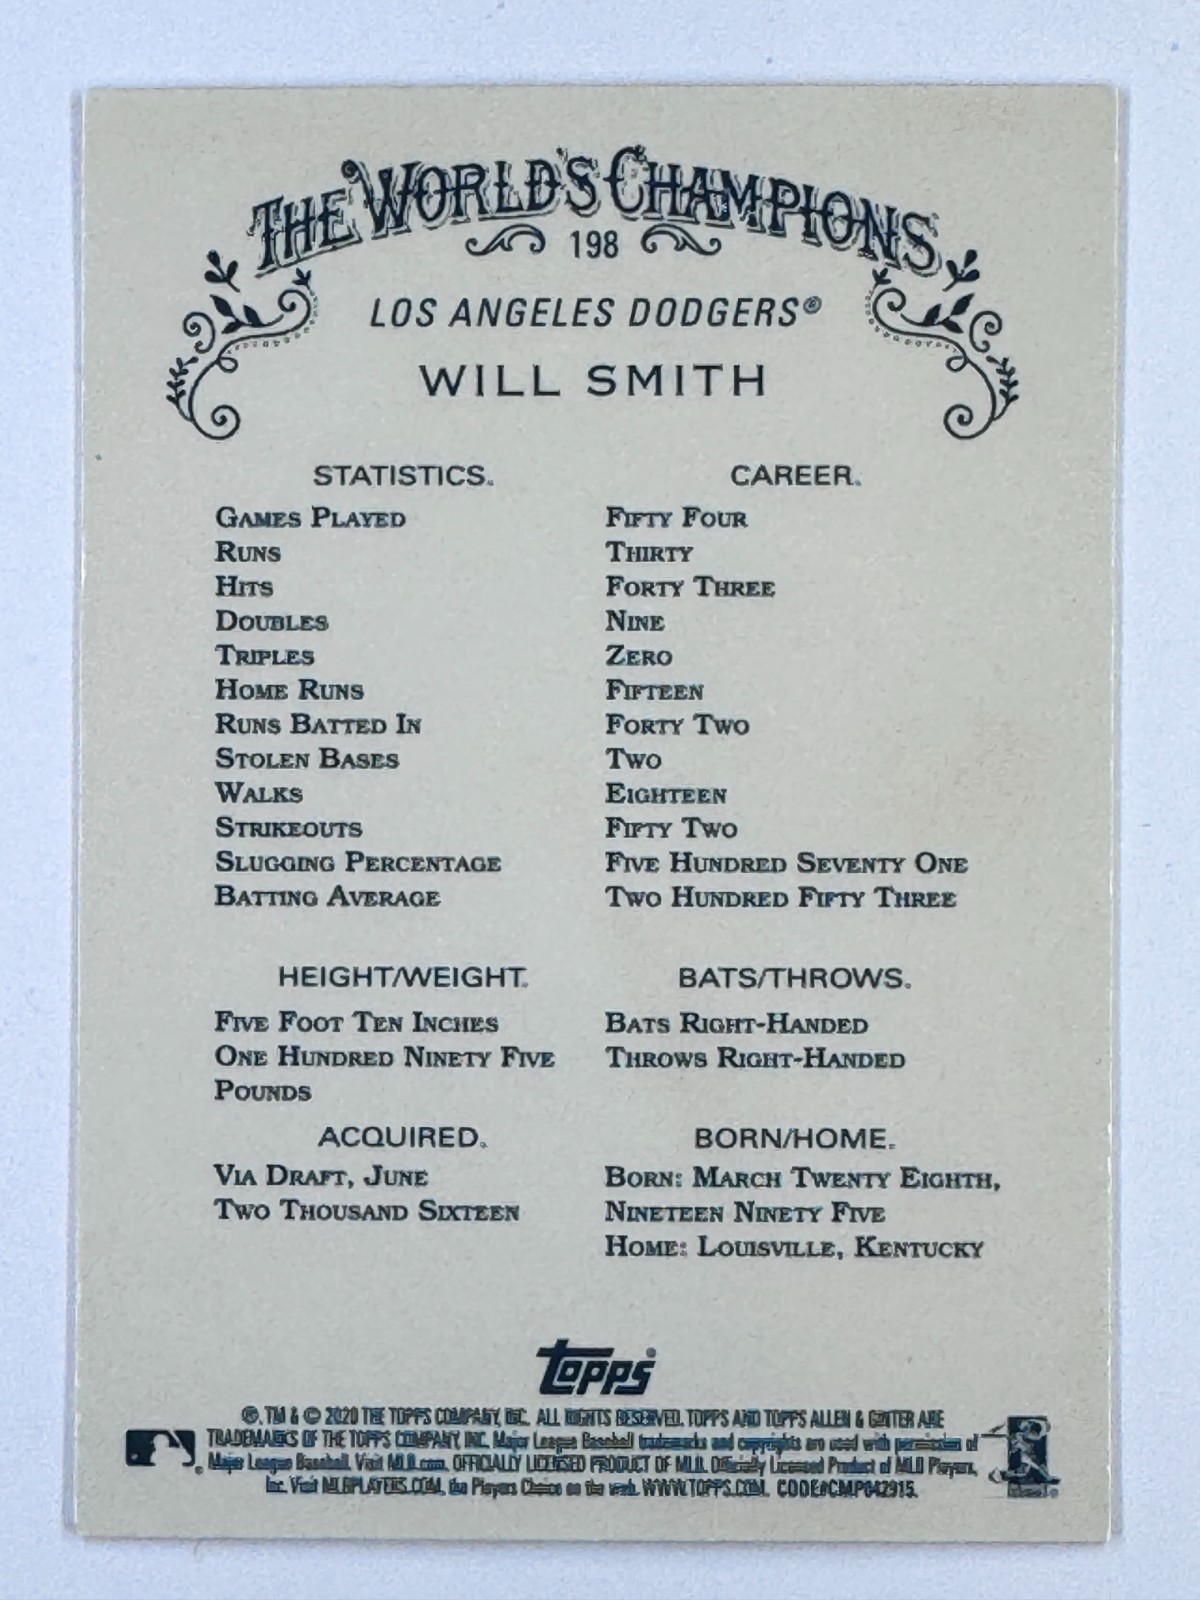 THE WORLD'S CHAMPIONS
198
LOS ANGELES DODGERS®
WILL SMITH
STATISTICS. CAREER.
GAMES PLAYED FIFTY FOUR
RUNS THIRTY
HITS FORTY THREE
DOUBLES NINE
TRIPLES ZERO
HOME RUNS FIFTEEN
RUNS BATTED IN FORTY TWO
STOLEN BASES TWO
WALKS EIGHTEEN
STRIKEOUTS FIFTY TWO
SLUGGING PERCENTAGE FIVE HUNDRED SEVENTY ONE
BATTING AVERAGE TWO HUNDRED FIFTY THREE
HEIGHT/WEIGHT. BATS/THROWS.
FIVE FOOT TEN INCHES BATS RIGHT-HANDED
ONE HUNDRED NINETY FIVE THROWS RIGHT-HANDED
POUNDS
ACQUIRED. BORN/HOME.
VIA DRAFT, JUNE BORN: MARCH TWENTY EIGHTH,
TWO THOUSAND SIXTEEN NINETEEN NINETY FIVE
HOME: LOUISVILLE, KENTUCKY
topps®
®, TM & © 2020 THE TOPPS COMPANY, INC. ALL RIGHTS RESERVED. TOPPS AND TOPPS ALLEN & GINTER ARE
TRADEMARKS OF THE TOPPS COMPANY, INC. Major League Baseball trademarks and copyrights are used with permission of
Major League Baseball. Visit MLB.com. OFFICIALLY LICENSED PRODUCT OF MLB. Officially Licensed Product of MLB Players,
Inc. Visit MLBPLAYERS.COM, the Players Choice on the web. WWW.TOPPS.COM. CODE#CMP042915.